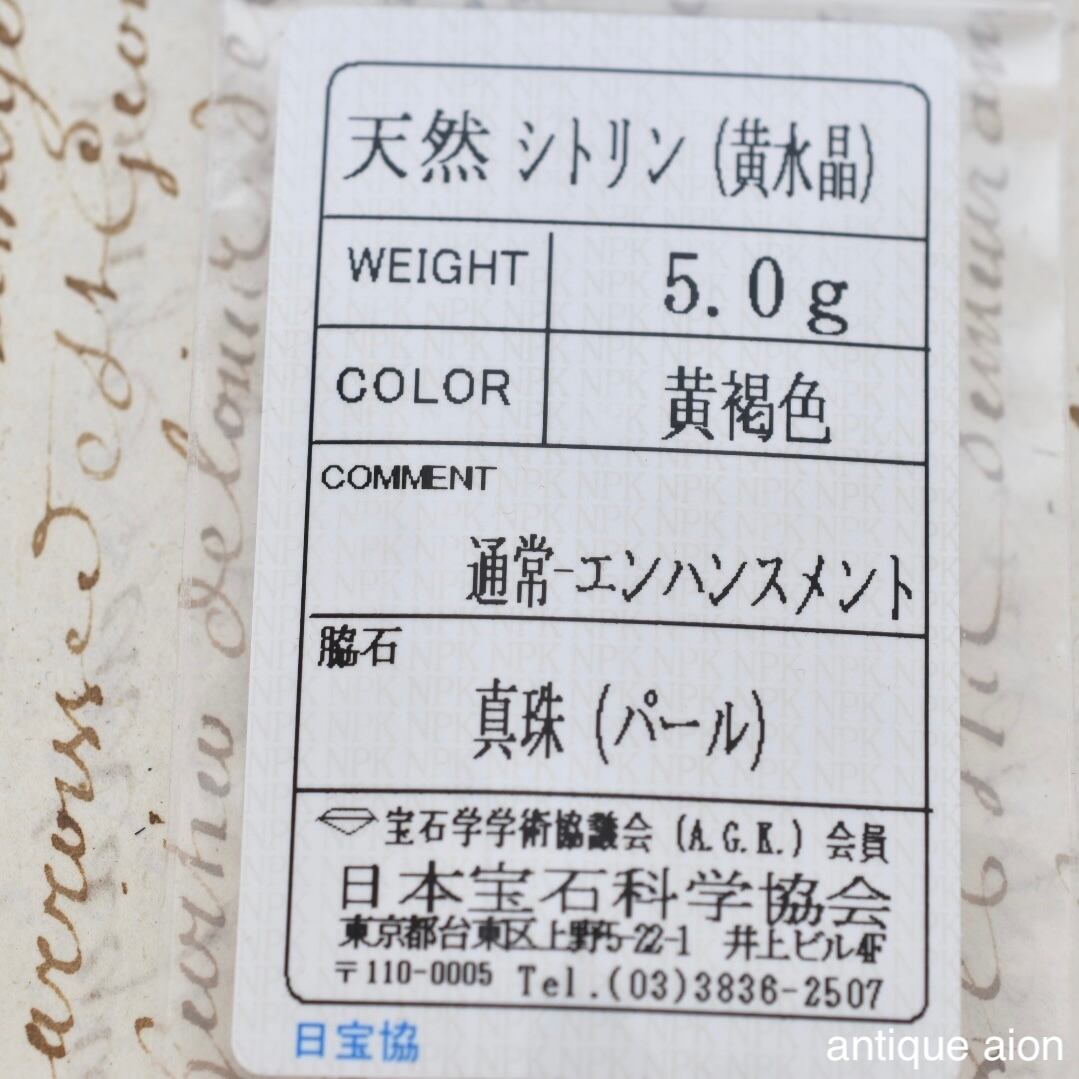 天然 シトリン (黄水晶)
WEIGHT 5.0g
COLOR 黄褐色
COMMENT
通常-エンハンスメント
脇石
真珠 (パール)
宝石学学術協議会 (A.G.K.) 会員
日本宝石科学協会
東京都台東区上野5-22-1 井上ビル4F
〒110-0005 Tel.(03)3836-2507
日宝協
antique aion